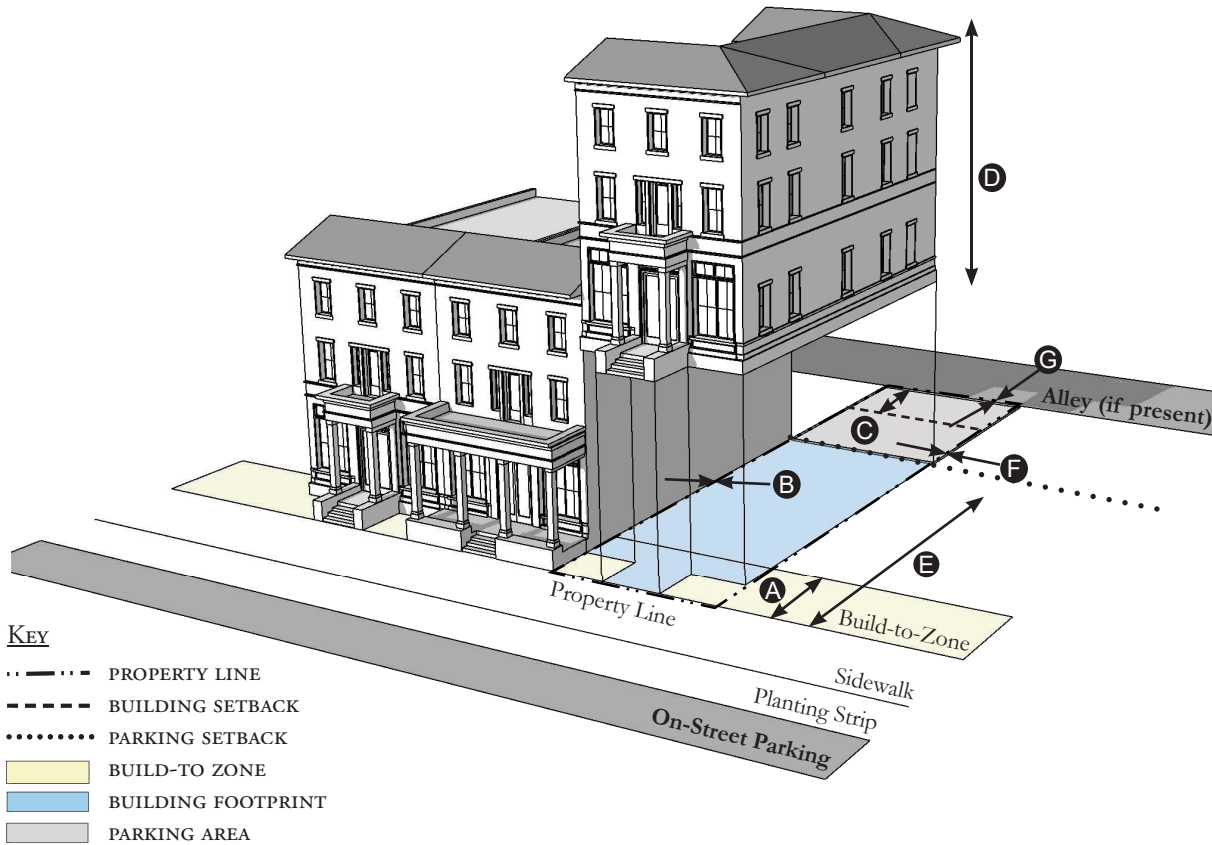 D
G
Alley (if present)
C
F
B
E
A
Property Line
Build-to-Zone
Sidewalk
Planting Strip
On-Street Parking
KEY
PROPERTY LINE
BUILDING SETBACK
PARKING SETBACK
BUILD-TO ZONE
BUILDING FOOTPRINT
PARKING AREA